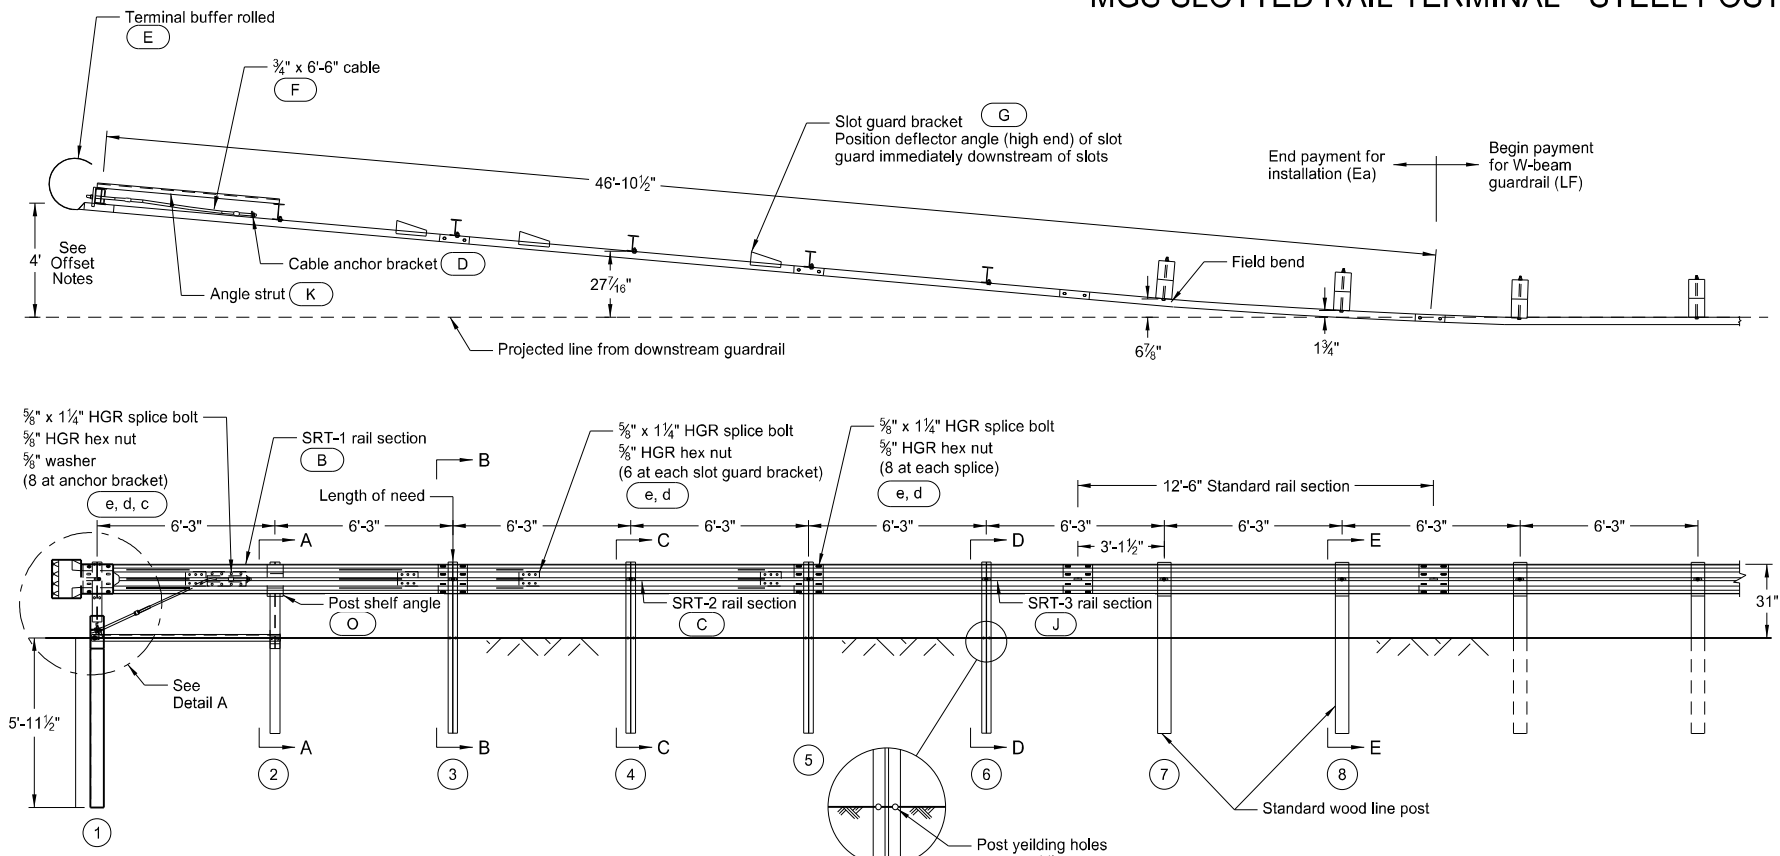 Terminal buffer rolled
E
¾" x 6'-6" cable
F
Slot guard bracket G
Position deflector angle (high end) of slot
guard immediately downstream of slots
End payment for
installation (Ea)
Begin payment
for W-beam
guardrail (LF)
46'-10½"
4'
See
Offset
Notes
Cable anchor bracket D
Angle strut K
27⁷⁄₁₆"
Field bend
Projected line from downstream guardrail
6⅞"
1¾"
⅝" x 1¼" HGR splice bolt
⅝" HGR hex nut
⅝" washer
(8 at anchor bracket)
e, d, c
SRT-1 rail section
B
Length of need
B
⅝" x 1¼" HGR splice bolt
⅝" HGR hex nut
(6 at each slot guard bracket)
e, d
⅝" x 1¼" HGR splice bolt
⅝" HGR hex nut
(8 at each splice)
e, d
12'-6" Standard rail section
6'-3" 6'-3" 6'-3" 6'-3" 6'-3" 6'-3" 6'-3" 6'-3" 6'-3"
A C D E
3'-1½"
Post shelf angle
O
SRT-2 rail section
C
SRT-3 rail section
J
31"
See
Detail A
5'-11½"
A B C D E
1 2 3 4 5 6 7 8
Standard wood line post
Post yeilding holes